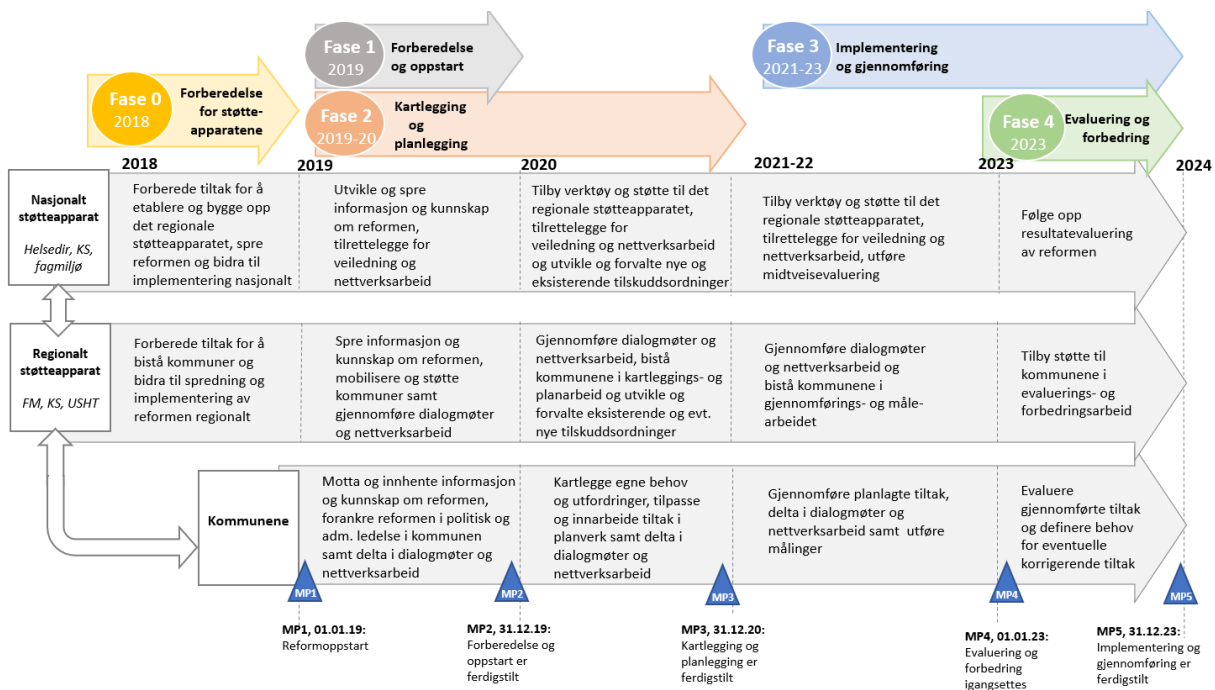 Fase 0
2018
Forberedelse
for støtte-
apparatene
Fase 1
2019
Forberedelse
og oppstart
Fase 2
2019-20
Kartlegging
og
planlegging
Fase 3
2021-23
Implementering
og gjennomføring
Fase 4
2023
Evaluering og
forbedring
2018
2019
2020
2021-22
2023
2024
Nasjonalt
støtteapparat
Helsedir, KS,
fagmiljø
Forberede tiltak for å
etablere og bygge opp
det regionale
støtteapparatet, spre
reformen og bidra til
implementering nasjonalt
Utvikle og spre
informasjon og kunnskap
om reformen,
tilrettelegge for
veiledning og
nettverksarbeid
Tilby verktøy og støtte til det
regionale støtteapparatet,
tilrettelegge for
veiledning og nettverksarbeid
og utvikle og forvalte nye og
eksisterende tilskuddsordninger
Tilby verktøy og støtte til det
regionale støtteapparatet,
tilrettelegge for veiledning og
nettverksarbeid, utføre
midtveisevaluering
Følge opp
resultatevaluering
av reformen
Regionalt
støtteapparat
FM, KS, USHT
Forberede tiltak for å
bistå kommuner og
bidra til spredning og
implementering av
reformen regionalt
Spre informasjon og
kunnskap om reformen,
mobilisere og støtte
kommuner samt
gjennomføre dialogmøter
og nettverksarbeid
Gjennomføre dialogmøter og
nettverksarbeid, bistå
kommunene i kartleggings- og
planarbeid og utvikle og
forvalte eksisterende og evt.
nye tilskuddsordninger
Gjennomføre dialogmøter
og nettverksarbeid og
bistå kommunene i
gjennomførings- og måle-
arbeidet
Tilby støtte til
kommunene i
evaluerings- og
forbedringsarbeid
Kommunene
Motta og innhente informasjon
og kunnskap om reformen,
forankre reformen i politisk og
adm. ledelse i kommunen
samt delta i dialogmøter og
nettverksarbeid
Kartlegge egne behov
og utfordringer, tilpasse
og innarbeide tiltak i
planverk samt delta i
dialogmøter og
nettverksarbeid
Gjennomføre planlagte tiltak,
delta i dialogmøter og
nettverksarbeid samt utføre
målinger
Evaluere
gjennomførte tiltak
og definere behov
for eventuelle
korrigerende tiltak
MP1
MP2
MP3
MP4
MP5
MP1, 01.01.19:
Reformoppstart
MP2, 31.12.19:
Forberedelse og
oppstart er
ferdigstilt
MP3, 31.12.20:
Kartlegging og
planlegging er
ferdigstilt
MP4, 01.01.23:
Evaluering og
forbedring
igangsettes
MP5, 31.12.23:
Implementering og
gjennomføring er
ferdigstilt